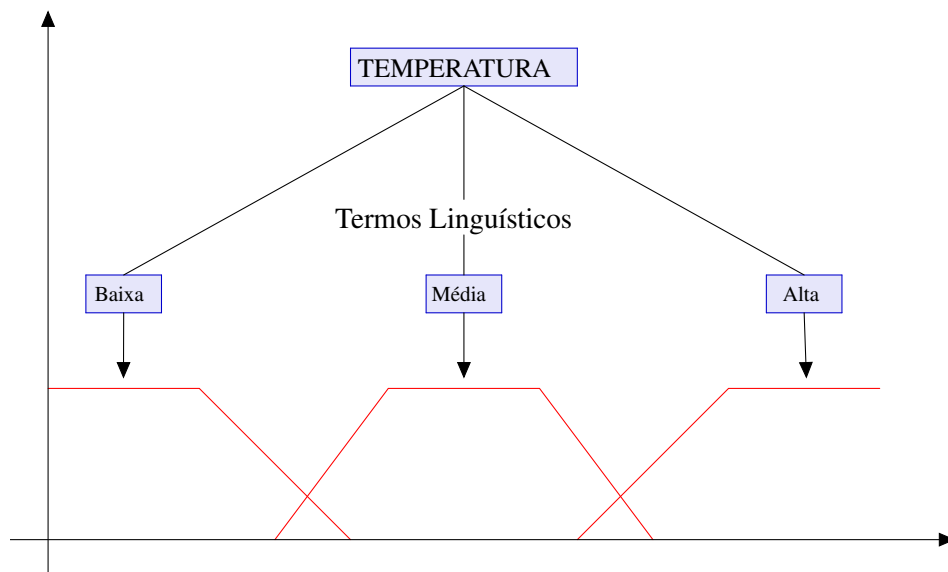 TEMPERATURA
Termos Linguísticos
Baixa
Média
Alta